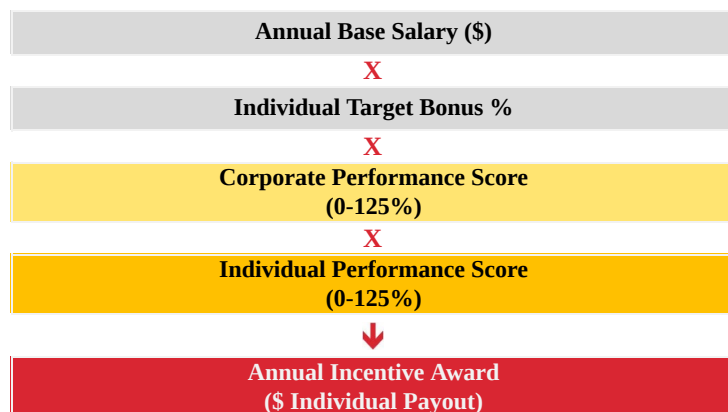 Annual Base Salary ($)
X
Individual Target Bonus %
X
Corporate Performance Score
(0-125%)
X
Individual Performance Score
(0-125%)
Annual Incentive Award
($ Individual Payout)